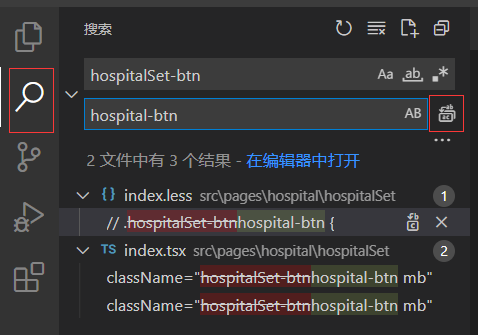 搜索
hospitalSet-btn Aa ab .*
hospital-btn AB
2 文件中有 3 个结果 - 在编辑器中打开
{ } index.less src\pages\hospital\hospitalSet 1
// .hospitalSet-btnhospital-btn {
TS index.tsx src\pages\hospital\hospitalSet 2
className="hospitalSet-btnhospital-btn mb"
className="hospitalSet-btnhospital-btn mb"